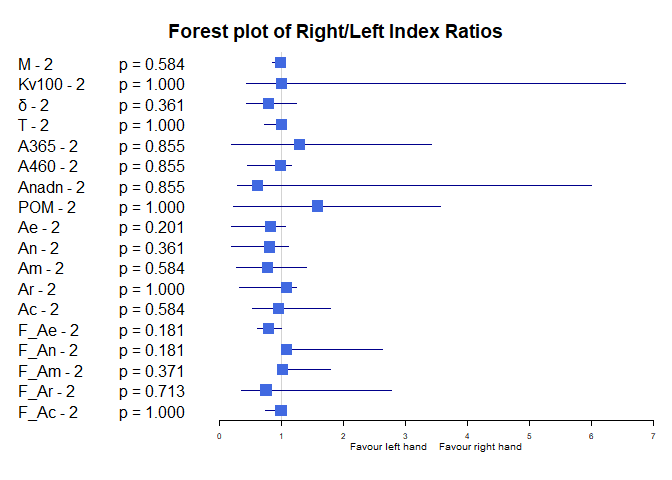 Forest plot of Right/Left Index Ratios
M - 2 p = 0.584
Kv100 - 2 p = 1.000
δ - 2 p = 0.361
T - 2 p = 1.000
A365 - 2 p = 0.855
A460 - 2 p = 0.855
Anadn - 2 p = 0.855
POM - 2 p = 1.000
Ae - 2 p = 0.201
An - 2 p = 0.361
Am - 2 p = 0.584
Ar - 2 p = 1.000
Ac - 2 p = 0.584
F_Ae - 2 p = 0.181
F_An - 2 p = 0.181
F_Am - 2 p = 0.371
F_Ar - 2 p = 0.713
F_Ac - 2 p = 1.000
0 1 2 3 4 5 6 7
Favour left hand Favour right hand